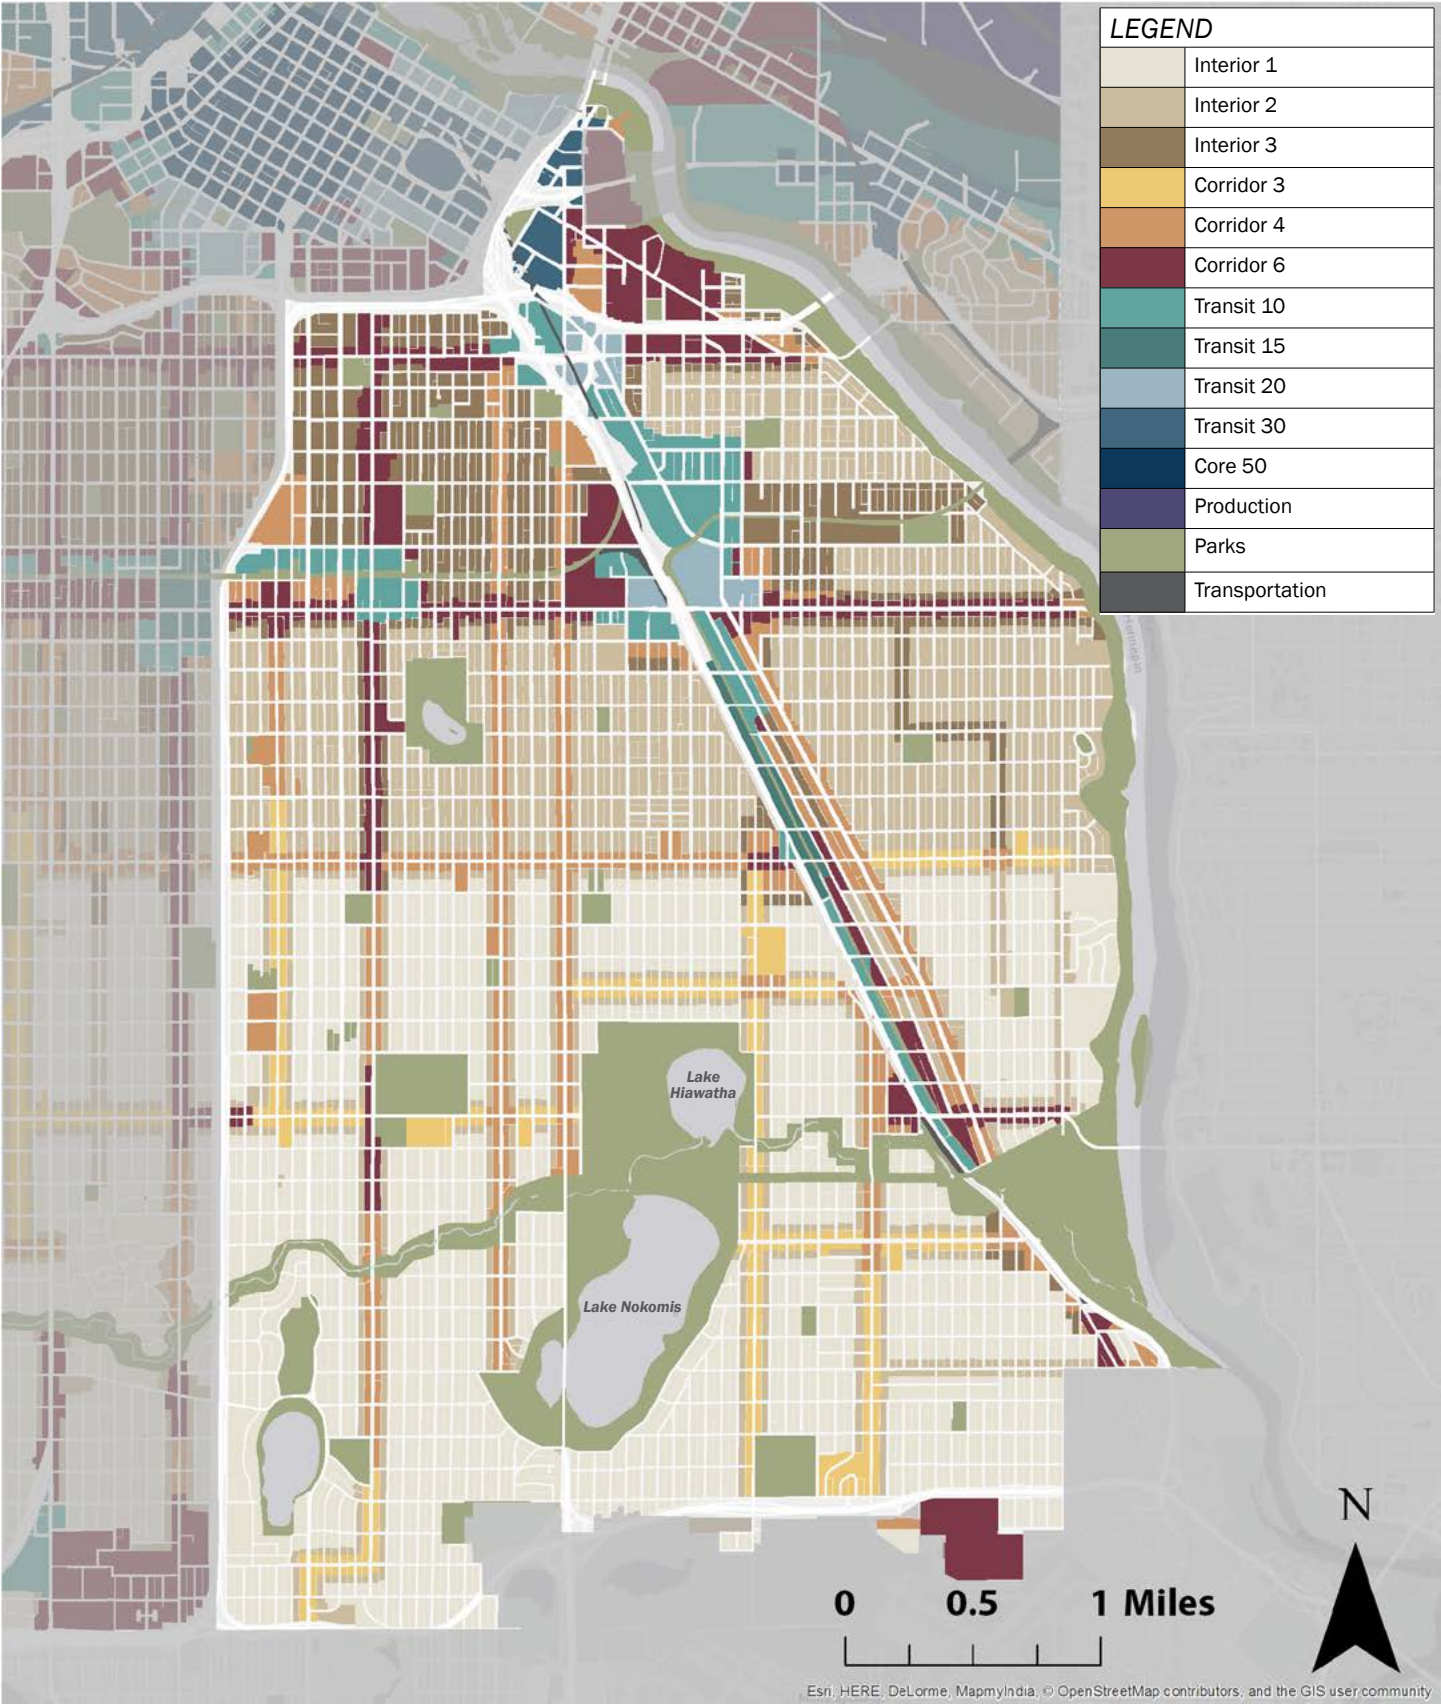 LEGEND
Interior 1
Interior 2
Interior 3
Corridor 3
Corridor 4
Corridor 6
Transit 10
Transit 15
Transit 20
Transit 30
Core 50
Production
Parks
Transportation
Hennepin
Lake
Hiawatha
Lake Nokomis
N
0 0.5 1 Miles
Esri, HERE, DeLorme, MapmyIndia, © OpenStreetMap contributors, and the GIS user community